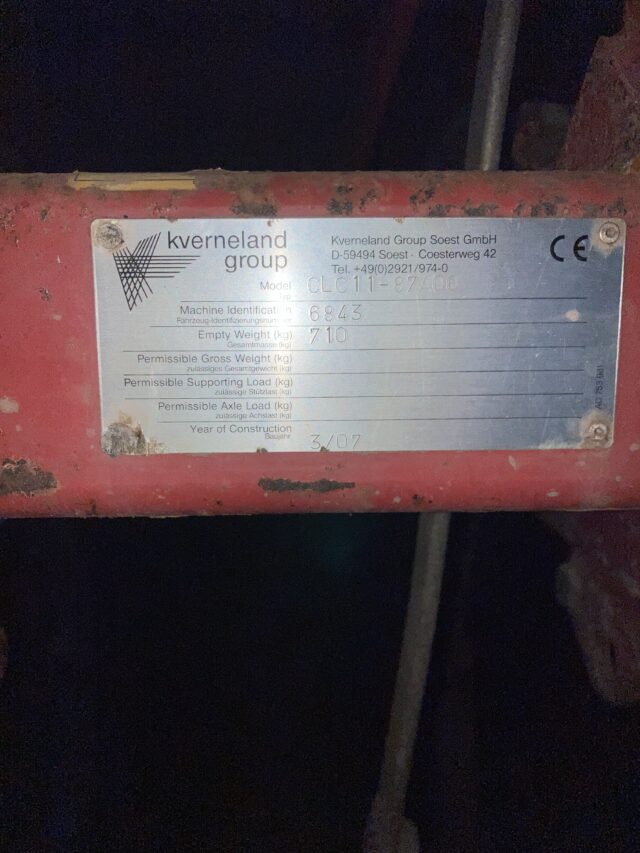 kverneland
group
Kverneland Group Soest GmbH
D-59494 Soest · Coesterweg 42
Tel. +49(0)2921/974-0
CE
Model
Typ
Machine Identification 6843
Fahrzeug-Identifizierungsnummer
Empty Weight (kg) 710
Gesamtmasse (kg)
Permissible Gross Weight (kg)
zulässiges Gesamtgewicht (kg)
Permissible Supporting Load (kg)
zulässige Stützlast (kg)
Permissible Axle Load (kg)
zulässige Achslast (kg)
Year of Construction 3/07
Baujahr